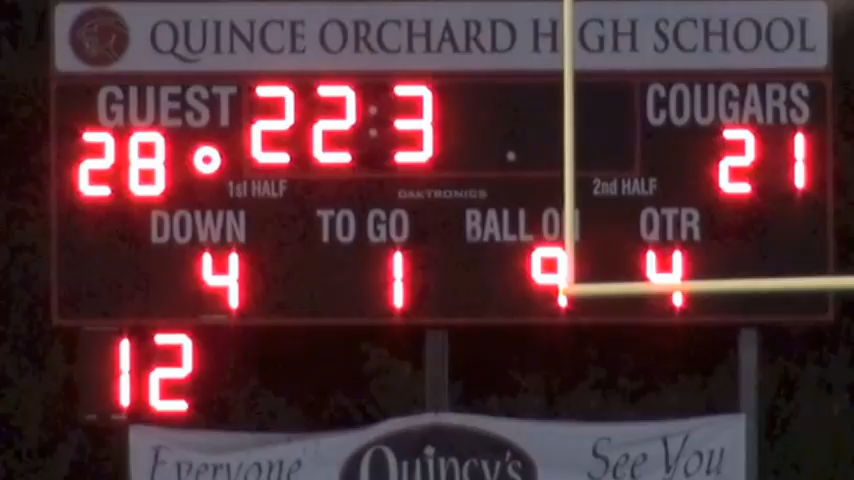 QUINCE ORCHARD HIGH SCHOOL
GUEST 22:3 COUGARS
28 21
1st HALF DAKTRONICS 2nd HALF
DOWN TO GO BALL ON QTR
4 1 9 4
12
Everyone Quincy's See You